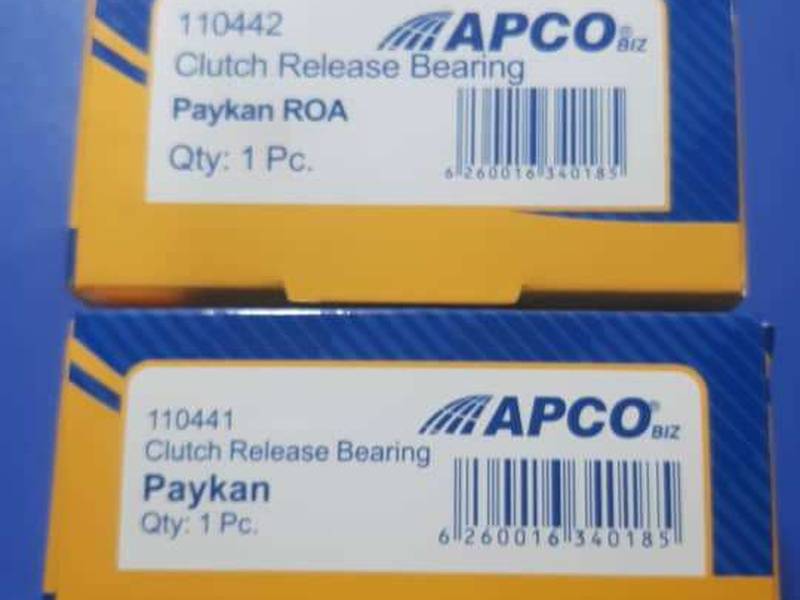 110442
APCO® BIZ
Clutch Release Bearing
Paykan ROA
Qty: 1 Pc.
6 260016 340185
110441
APCO® BIZ
Clutch Release Bearing
Paykan
Qty: 1 Pc.
6 260016 340185